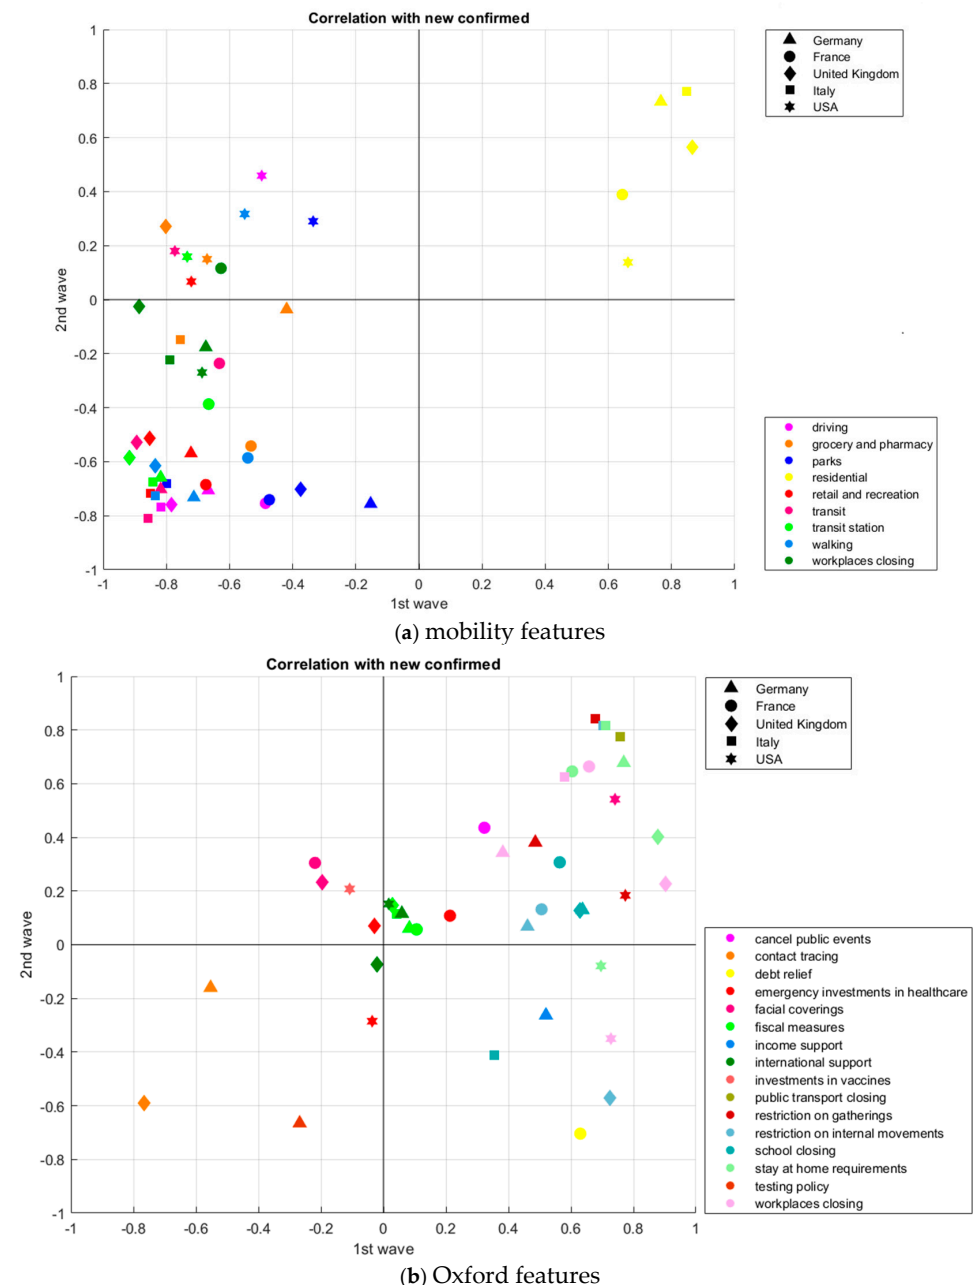 Correlation with new confirmed
1
0.8
0.6
0.4
0.2
0
-0.2
-0.4
-0.6
-0.8
-1
2nd wave
-1 -0.8 -0.6 -0.4 -0.2 0 0.2 0.4 0.6 0.8 1
1st wave
Germany
France
United Kingdom
Italy
USA
driving
grocery and pharmacy
parks
residential
retail and recreation
transit
transit station
walking
workplaces closing
(a) mobility features
Correlation with new confirmed
1
0.8
0.6
0.4
0.2
0
-0.2
-0.4
-0.6
-0.8
-1
2nd wave
-1 -0.8 -0.6 -0.4 -0.2 0 0.2 0.4 0.6 0.8 1
1st wave
Germany
France
United Kingdom
Italy
USA
cancel public events
contact tracing
debt relief
emergency investments in healthcare
facial coverings
fiscal measures
income support
international support
investments in vaccines
public transport closing
restriction on gatherings
restriction on internal movements
school closing
stay at home requirements
testing policy
workplaces closing
(b) Oxford features